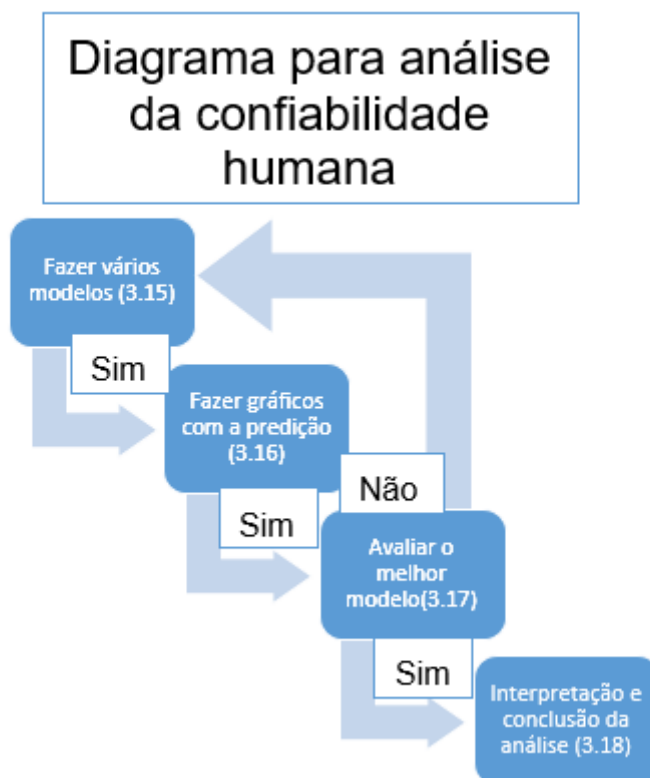 Diagrama para análise
da confiabilidade
humana
Fazer vários
modelos (3.15)
Sim
Fazer gráficos
com a predição
(3.16)
Não
Sim
Avaliar o
melhor
modelo(3.17)
Sim
Interpretação e
conclusão da
análise (3.18)